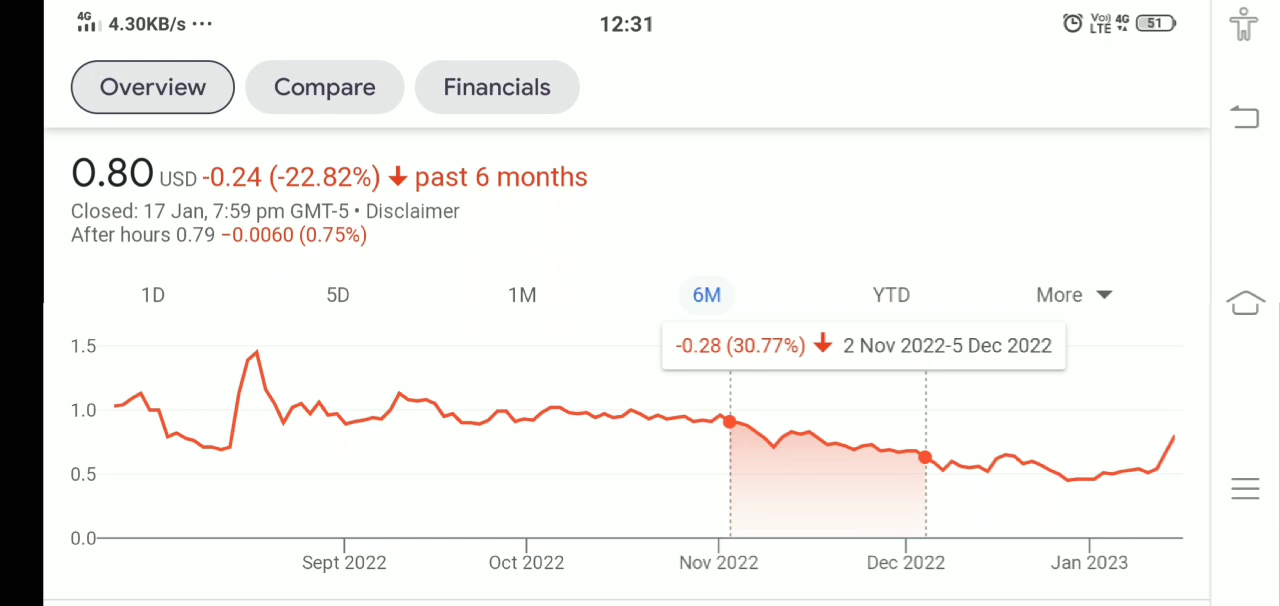 4G 4.30KB/s ··· 12:31 Vo) LTE 4G 51
Overview Compare Financials
0.80 USD -0.24 (-22.82%) ↓ past 6 months
Closed: 17 Jan, 7:59 pm GMT-5 • Disclaimer
After hours 0.79 −0.0060 (0.75%)
1D 5D 1M 6M YTD More
-0.28 (30.77%) ↓ 2 Nov 2022-5 Dec 2022
1.5
1.0
0.5
0.0
Sept 2022 Oct 2022 Nov 2022 Dec 2022 Jan 2023